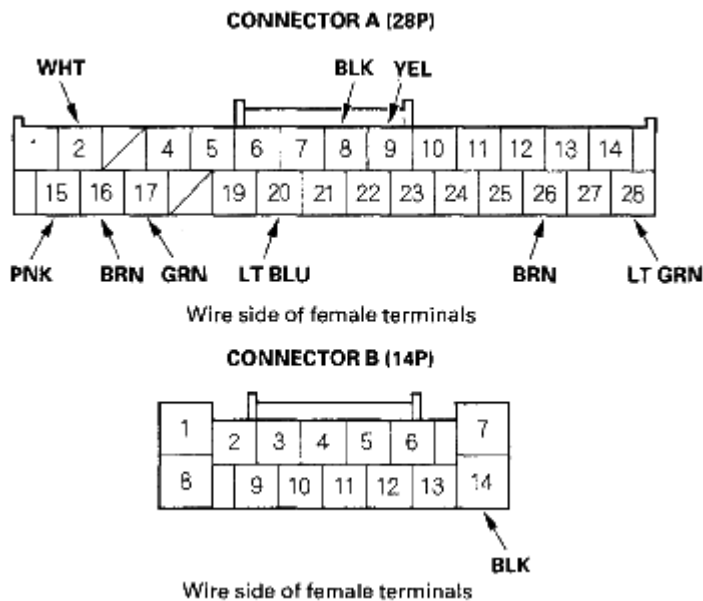 CONNECTOR A (28P)
WHT BLK YEL
2 4 5 6 7 8 9 10 11 12 13 14
15 16 17 19 20 21 22 23 24 25 26 27 28
PNK BRN GRN LT BLU BRN LT GRN
Wire side of female terminals
CONNECTOR B (14P)
1 2 3 4 5 6 7
8 9 10 11 12 13 14
BLK
Wire side of female terminals